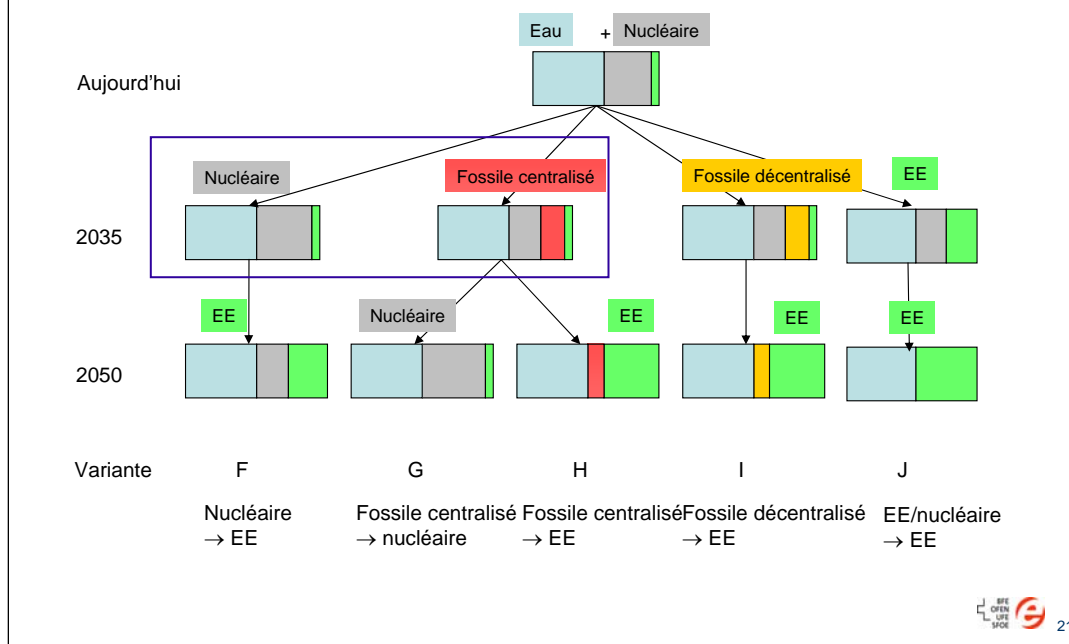 Eau + Nucléaire
Aujourd'hui
Nucléaire
Fossile centralisé
Fossile décentralisé
EE
2035
EE
Nucléaire
EE
EE
EE
2050
Variante F G H I J
Nucléaire
→ EE
Fossile centralisé
→ nucléaire
Fossile centralisé
→ EE
Fossile décentralisé
→ EE
EE/nucléaire
→ EE
BFE
OFEN
UFE
SFOE
e
21